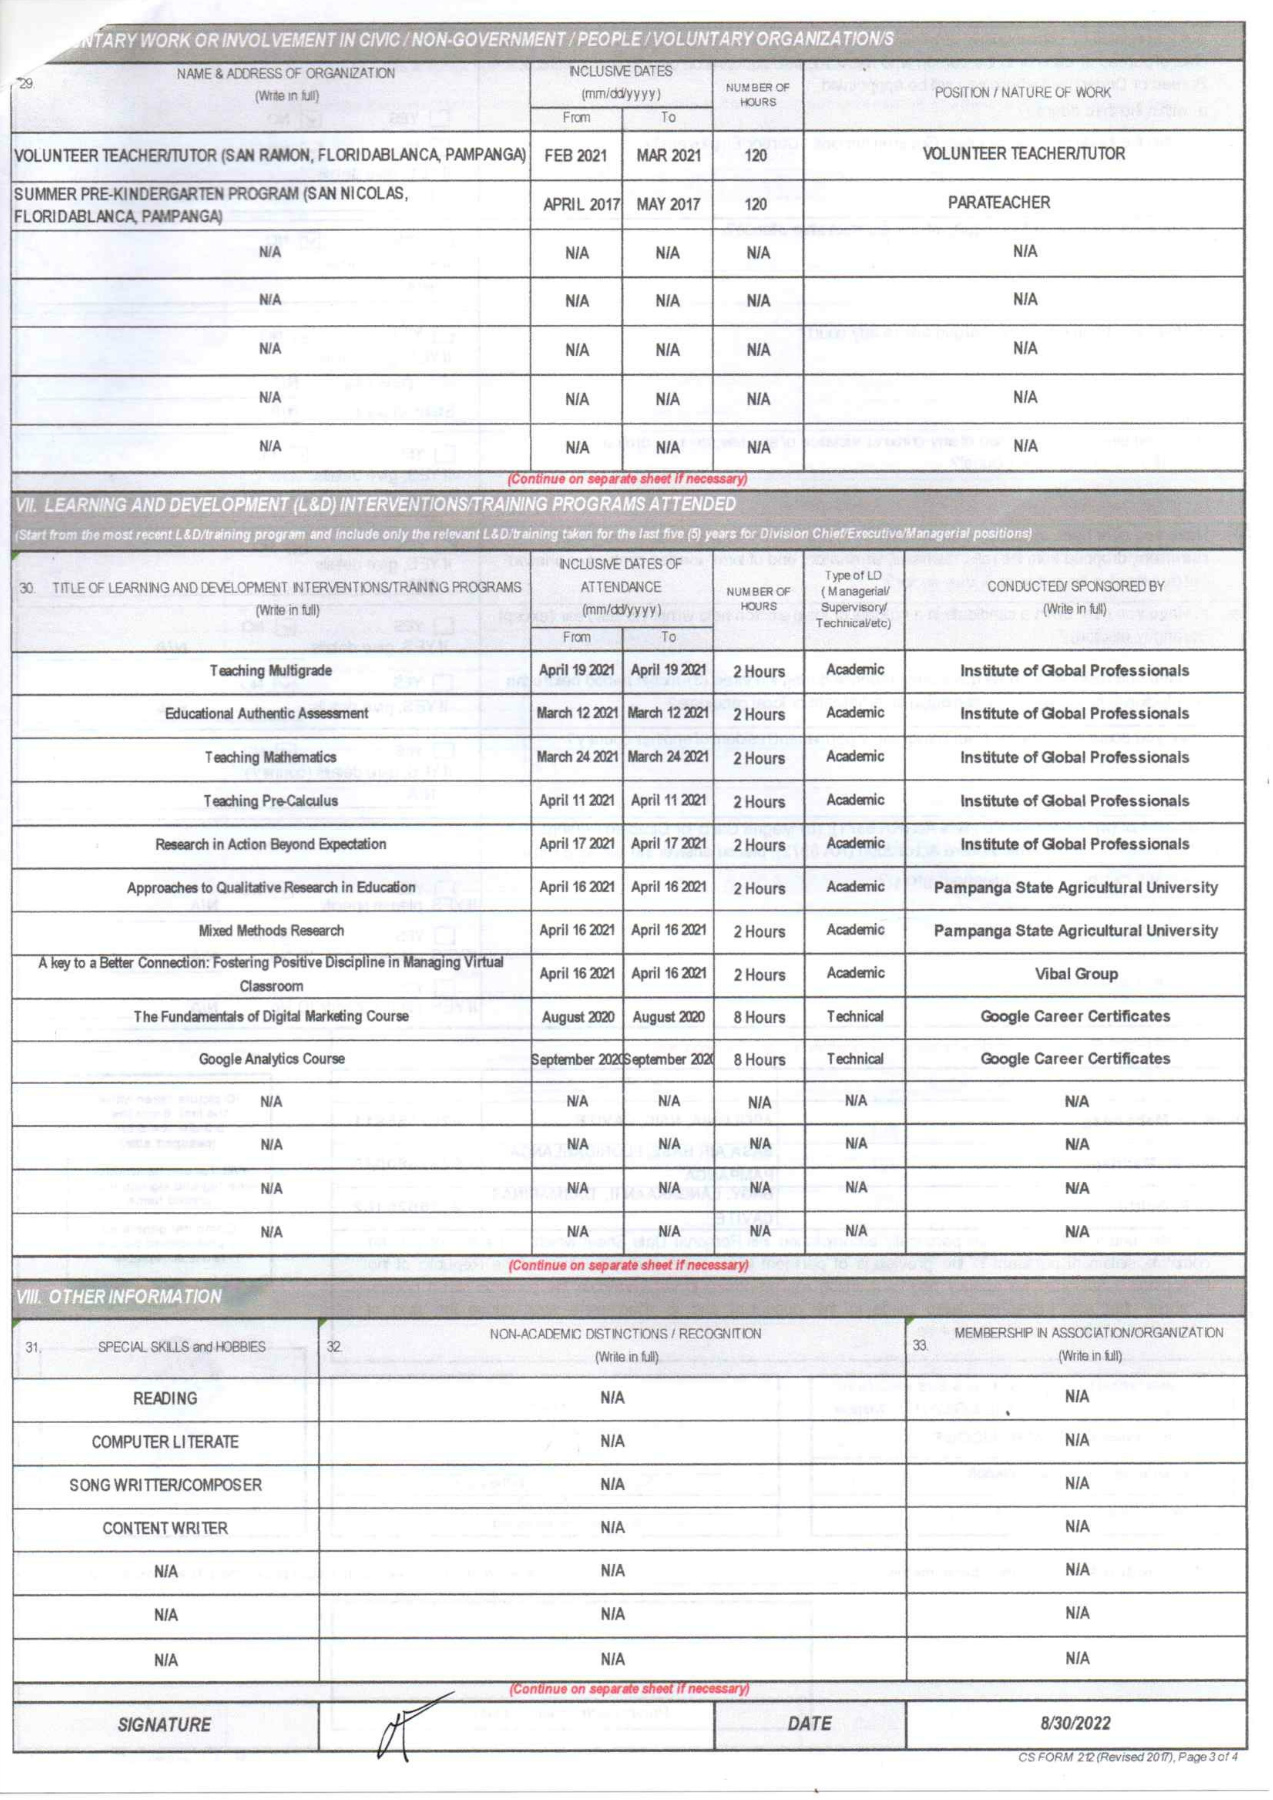 NTARY WORK OR INVOLVEMENT IN CIVIC / NON-GOVERNMENT / PEOPLE / VOLUNTARY ORGANIZATION/S
29.
NAME & ADDRESS OF ORGANIZATION
(Write in full)
INCLUSIVE DATES
(mm/dd/yyyy)
From To
NUMBER OF
HOURS
POSITION / NATURE OF WORK
VOLUNTEER TEACHER/TUTOR (SAN RAMON, FLORIDABLANCA, PAMPANGA) FEB 2021 MAR 2021 120 VOLUNTEER TEACHER/TUTOR
SUMMER PRE-KINDERGARTEN PROGRAM (SAN NICOLAS,
FLORIDABLANCA, PAMPANGA) APRIL 2017 MAY 2017 120 PARATEACHER
N/A N/A N/A N/A N/A
N/A N/A N/A N/A N/A
N/A N/A N/A N/A N/A
N/A N/A N/A N/A N/A
N/A N/A N/A N/A N/A
(Continue on separate sheet if necessary)
VII. LEARNING AND DEVELOPMENT (L&D) INTERVENTIONS/TRAINING PROGRAMS ATTENDED
(Start from the most recent L&D/training program and include only the relevant L&D/training taken for the last five (5) years for Division Chief/Executive/Managerial positions)
30. TITLE OF LEARNING AND DEVELOPMENT INTERVENTIONS/TRAINING PROGRAMS
(Write in full)
INCLUSIVE DATES OF
ATTENDANCE
(mm/dd/yyyy)
From To
NUMBER OF
HOURS
Type of LD
( Managerial/
Supervisory/
Technical/etc)
CONDUCTED/ SPONSORED BY
(Write in full)
Teaching Multigrade April 19 2021 April 19 2021 2 Hours Academic Institute of Global Professionals
Educational Authentic Assessment March 12 2021 March 12 2021 2 Hours Academic Institute of Global Professionals
Teaching Mathematics March 24 2021 March 24 2021 2 Hours Academic Institute of Global Professionals
Teaching Pre-Calculus April 11 2021 April 11 2021 2 Hours Academic Institute of Global Professionals
Research in Action Beyond Expectation April 17 2021 April 17 2021 2 Hours Academic Institute of Global Professionals
Approaches to Qualitative Research in Education April 16 2021 April 16 2021 2 Hours Academic Pampanga State Agricultural University
Mixed Methods Research April 16 2021 April 16 2021 2 Hours Academic Pampanga State Agricultural University
A key to a Better Connection: Fostering Positive Discipline in Managing Virtual
Classroom April 16 2021 April 16 2021 2 Hours Academic Vibal Group
The Fundamentals of Digital Marketing Course August 2020 August 2020 8 Hours Technical Google Career Certificates
Google Analytics Course September 2020 September 2020 8 Hours Technical Google Career Certificates
N/A N/A N/A N/A N/A N/A
N/A N/A N/A N/A N/A N/A
N/A N/A N/A N/A N/A N/A
N/A N/A N/A N/A N/A N/A
(Continue on separate sheet if necessary)
VIII. OTHER INFORMATION
31. SPECIAL SKILLS and HOBBIES
32. NON-ACADEMIC DISTINCTIONS / RECOGNITION
(Write in full)
33. MEMBERSHIP IN ASSOCIATION/ORGANIZATION
(Write in full)
READING N/A N/A
COMPUTER LITERATE N/A N/A
SONG WRITTER/COMPOSER N/A N/A
CONTENT WRITER N/A N/A
N/A N/A N/A
N/A N/A N/A
N/A N/A N/A
(Continue on separate sheet if necessary)
SIGNATURE DATE 8/30/2022
CS FORM 212 (Revised 2017), Page 3 of 4